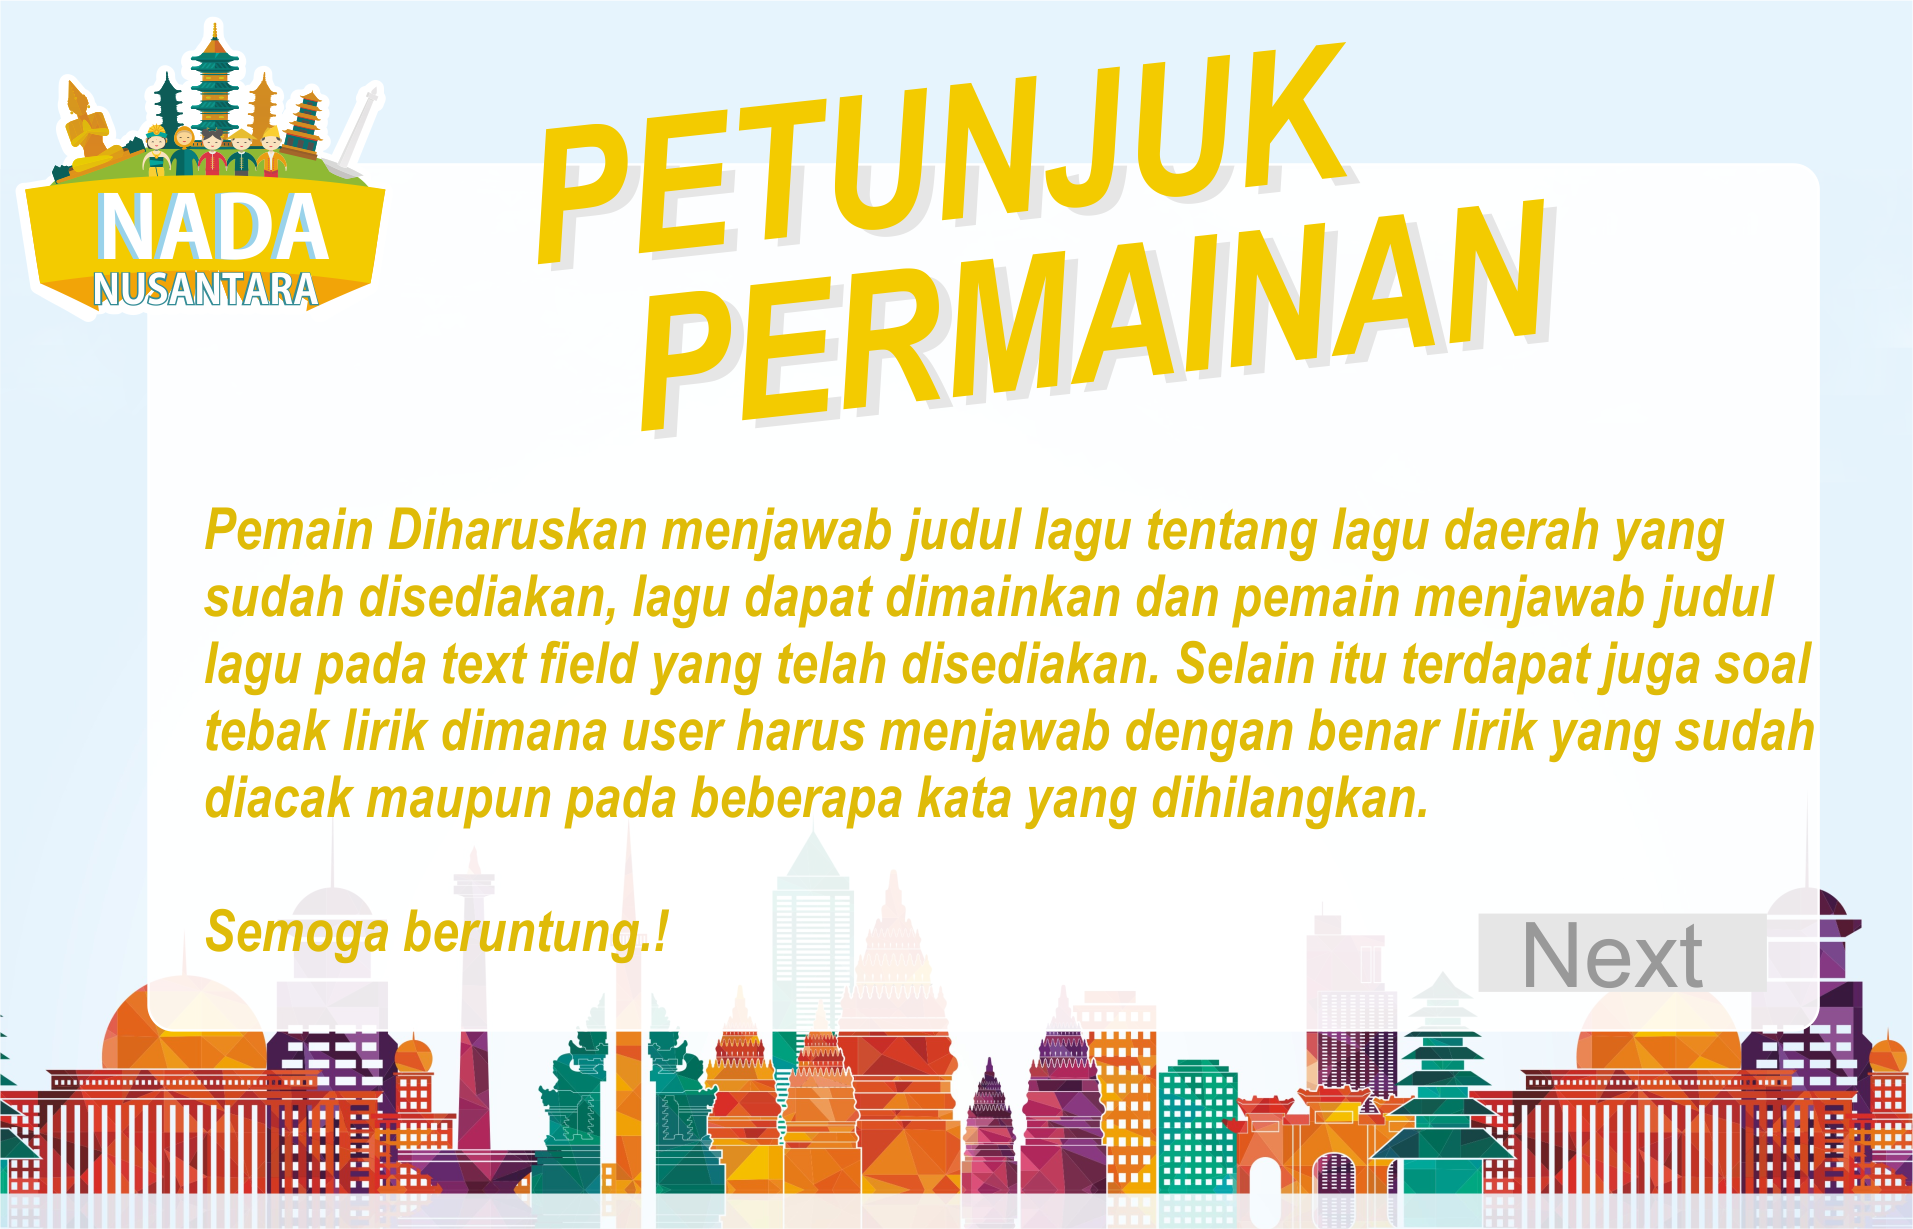 NADA
NUSANTARA
PETUNJUK
PERMAINAN
Pemain Diharuskan menjawab judul lagu tentang lagu daerah yang
sudah disediakan, lagu dapat dimainkan dan pemain menjawab judul
lagu pada text field yang telah disediakan. Selain itu terdapat juga soal
tebak lirik dimana user harus menjawab dengan benar lirik yang sudah
diacak maupun pada beberapa kata yang dihilangkan.
Semoga beruntung.!
Next